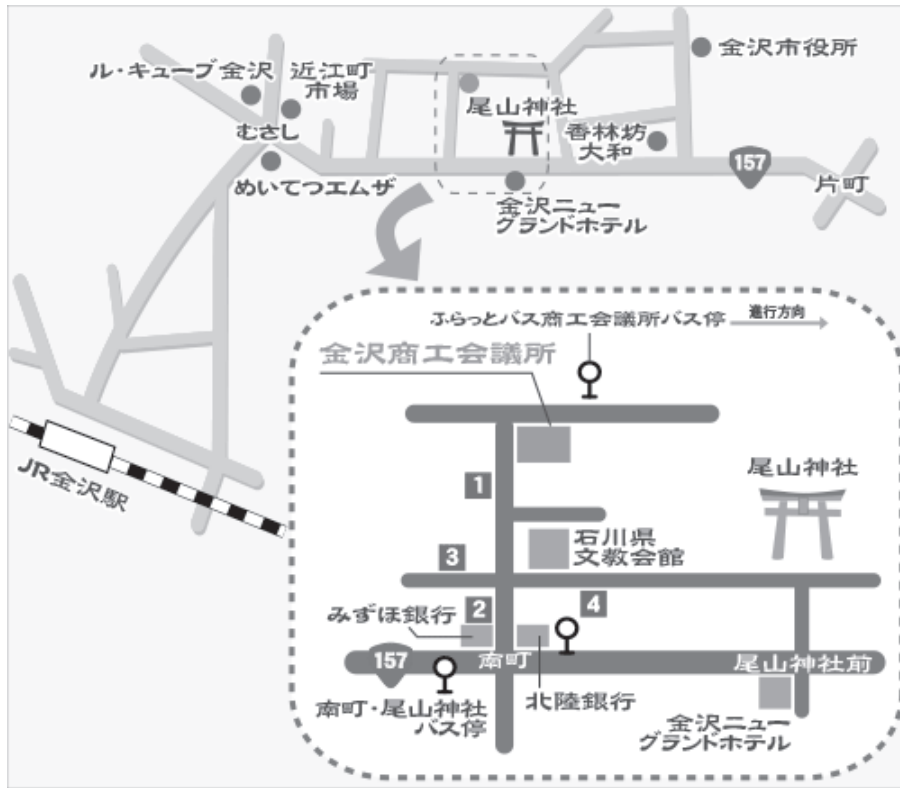 金沢市役所
ル・キューブ金沢
近江町
市場
尾山神社
むさし
香林坊
大和
157
めいてつエムザ
片町
金沢ニュー
グランドホテル
ふらっとバス商工会議所バス停
進行方向
金沢商工会議所
JR金沢駅
尾山神社
1
石川県
文教会館
3
みずほ銀行
2
4
157
南町
尾山神社前
南町・尾山神社
バス停
北陸銀行
金沢ニュー
グランドホテル